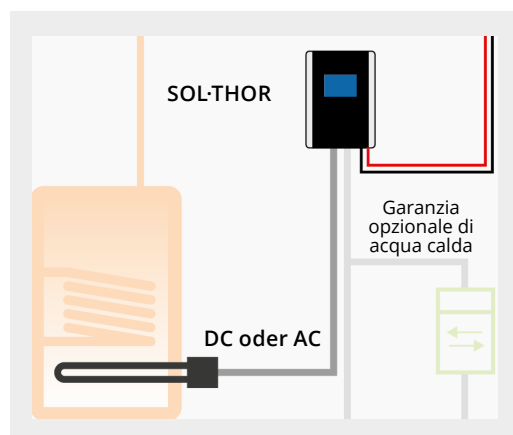 SOL·THOR
Garanzia
opzionale di
acqua calda
DC oder AC